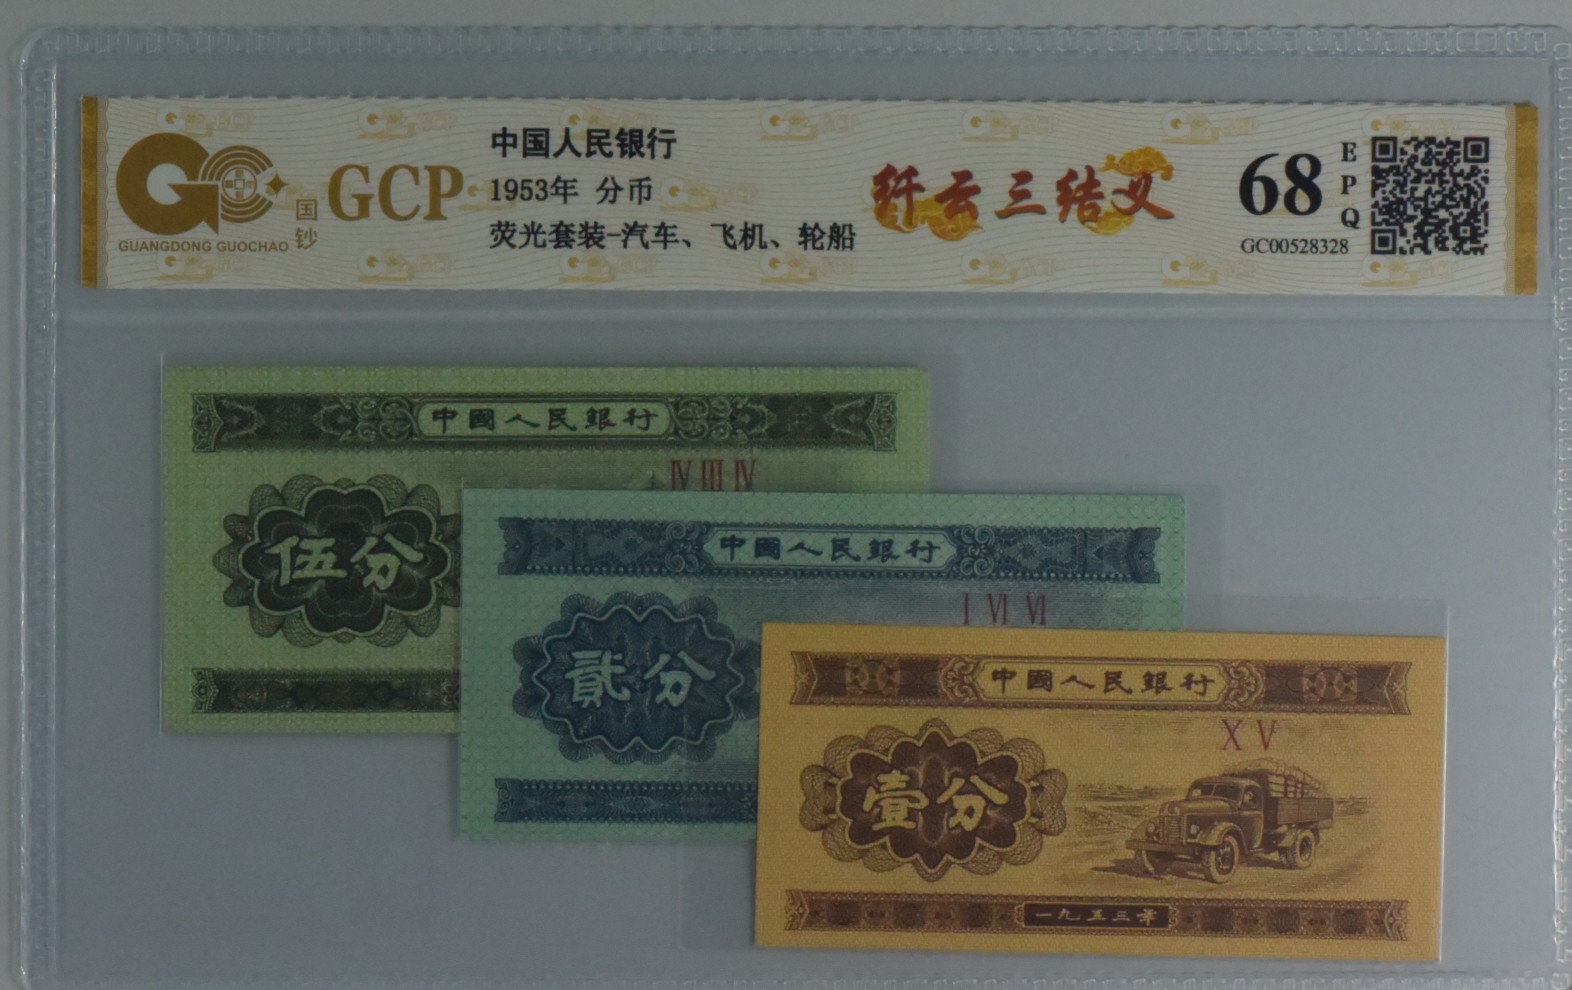 GUANGDONG GUOCHAO
国钞
GCP
中国人民银行
1953年 分币
荧光套装-汽车、飞机、轮船
纤云三结义
68
EPQ
GC00528328
中國人民銀行
IV III IV
伍分
中國人民銀行
I VI VI
貳分
中國人民銀行
X V
壹分
一九五三年